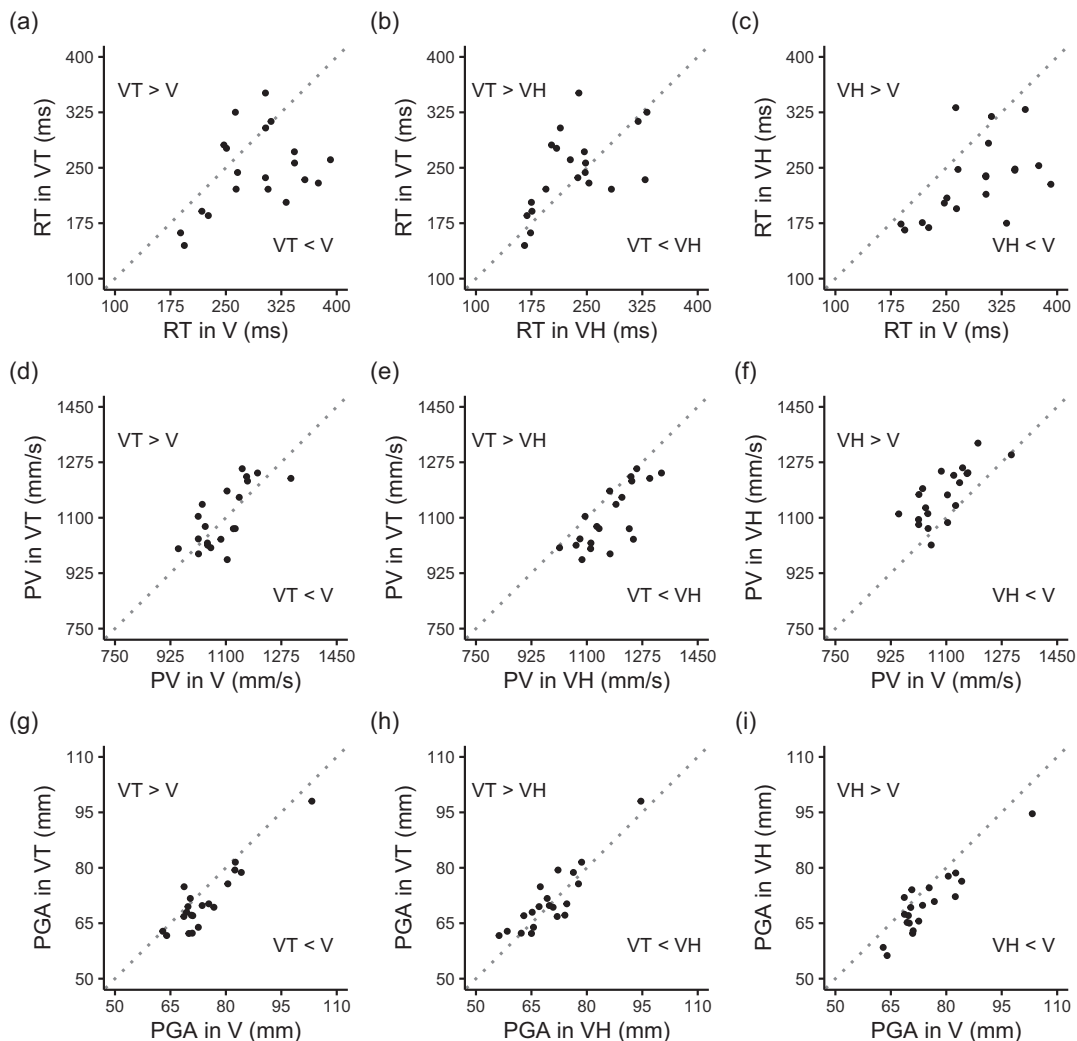 (a) (b) (c)
400 400 400
VT > V VT > VH VH > V
325 325 325
RT in VT (ms) RT in VT (ms) RT in VH (ms)
250 250 250
175 175 175
VT < V VT < VH VH < V
100 100 100
100 175 250 325 400 100 175 250 325 400 100 175 250 325 400
RT in V (ms) RT in VH (ms) RT in V (ms)
(d) (e) (f)
1450 1450 1450
VT > V VT > VH VH > V
1275 1275 1275
PV in VT (mm/s) PV in VT (mm/s) PV in VH (mm/s)
1100 1100 1100
925 925 925
VT < V VT < VH VH < V
750 750 750
750 925 1100 1275 1450 750 925 1100 1275 1450 750 925 1100 1275 1450
PV in V (mm/s) PV in VH (mm/s) PV in V (mm/s)
(g) (h) (i)
110 110 110
VT > V VT > VH VH > V
95 95 95
PGA in VT (mm) PGA in VT (mm) PGA in VH (mm)
80 80 80
65 65 65
VT < V VT < VH VH < V
50 50 50
50 65 80 95 110 50 65 80 95 110 50 65 80 95 110
PGA in V (mm) PGA in VH (mm) PGA in V (mm)